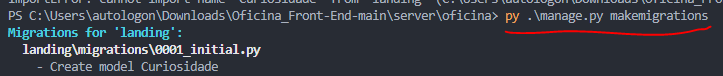 ImportError: cannot import name 'Curiosidade' from 'landing' (C:\Users\autologon\Downloads\Oficina_Fr
PS C:\Users\autologon\Downloads\Oficina_Front-End-main\server\oficina> py .\manage.py makemigrations
Migrations for 'landing':
landing\migrations\0001_initial.py
- Create model Curiosidade